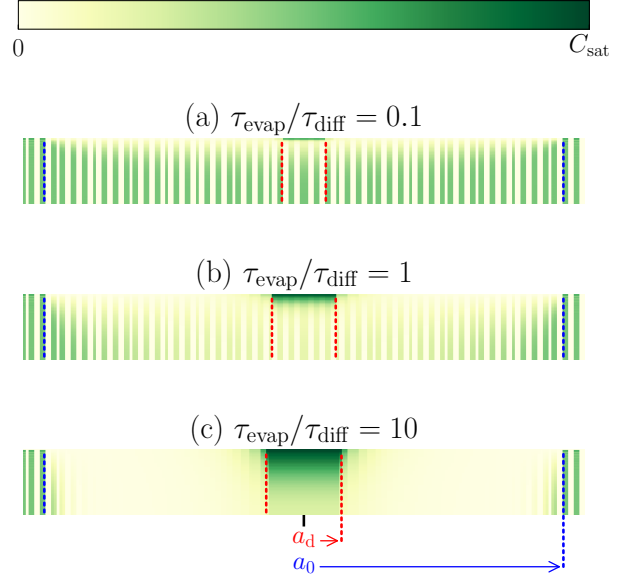 0 C_sat
(a) τ_evap/τ_diff = 0.1
(b) τ_evap/τ_diff = 1
(c) τ_evap/τ_diff = 10
a_d
a_0